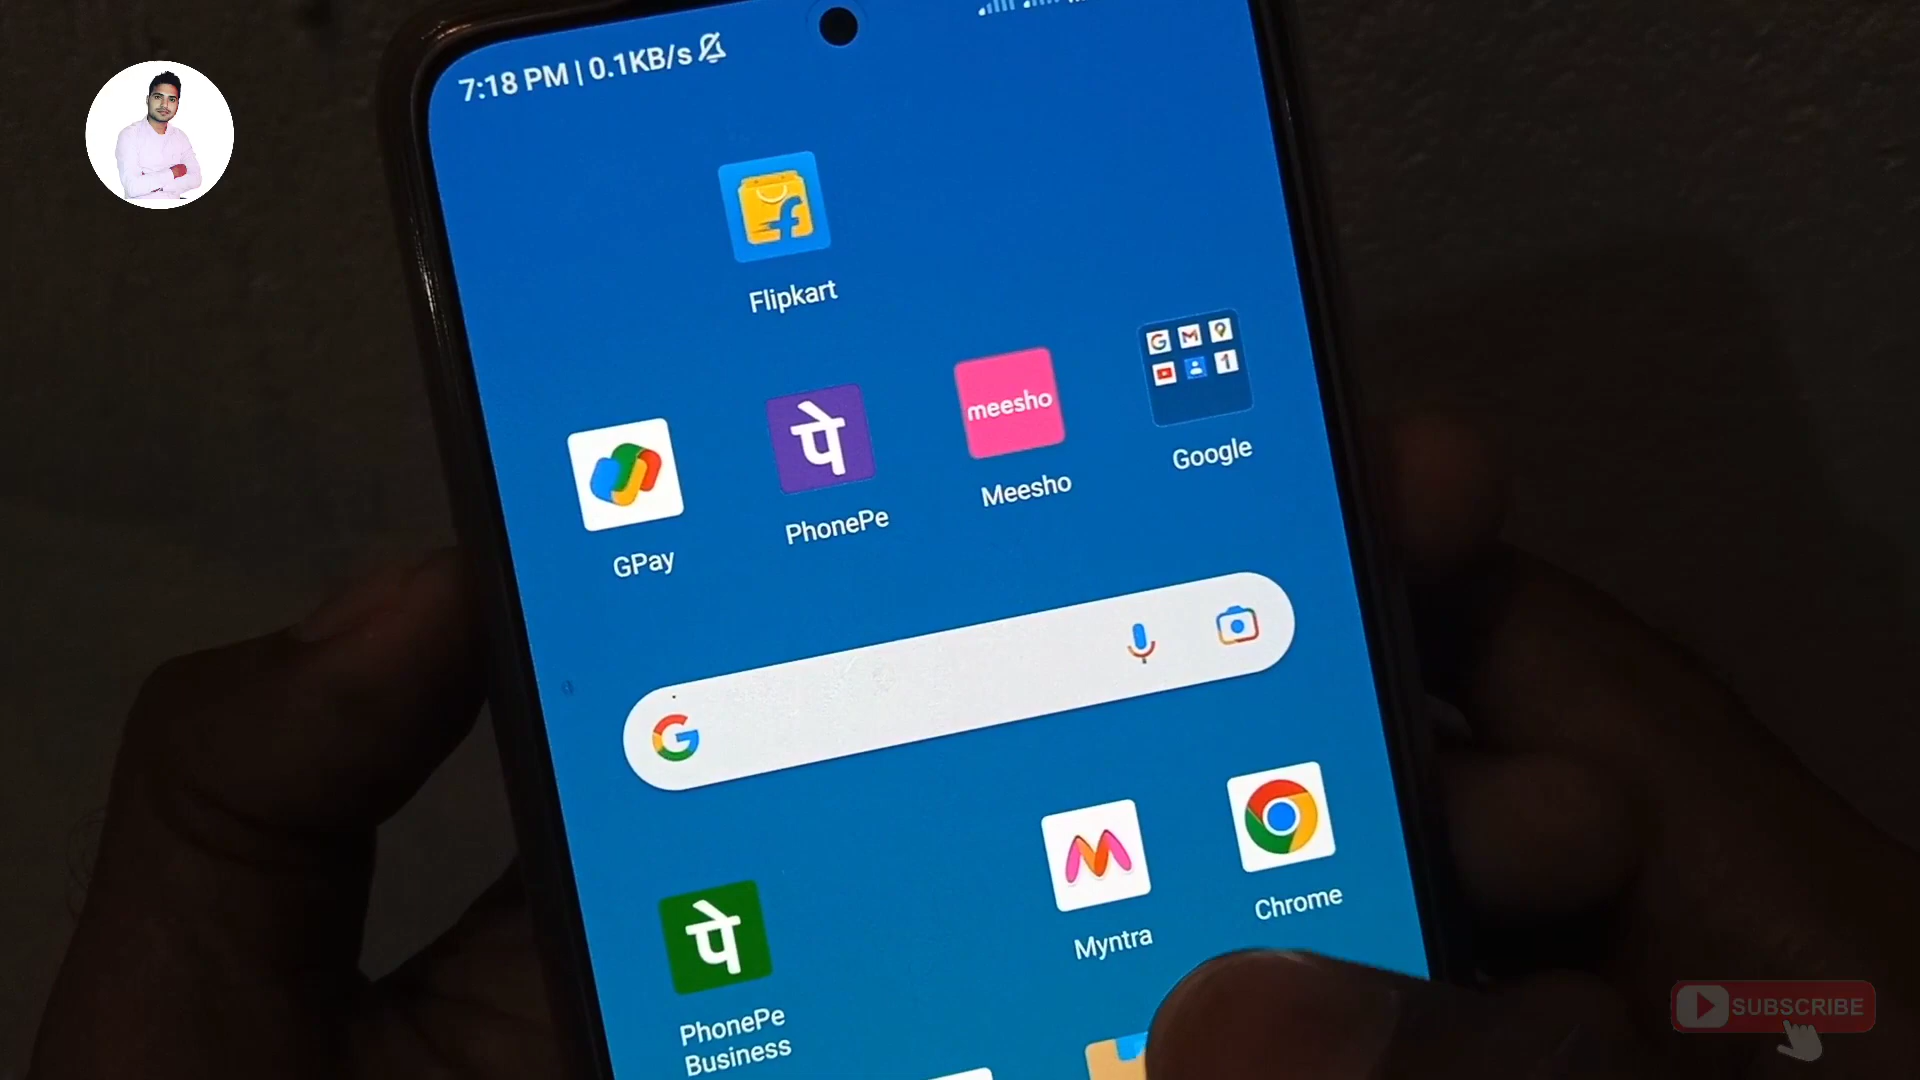 7:18 PM | 0.1KB/s
Flipkart
meesho
पे
GPay
PhonePe
Meesho
Google
पे
PhonePe
Business
Myntra
Chrome
SUBSCRIBE